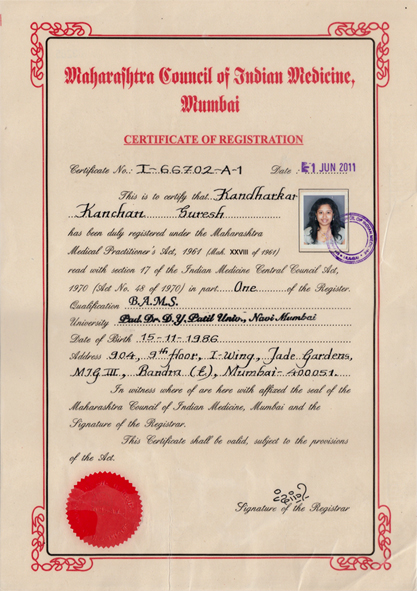 Maharashtra Council of Indian Medicine,
Mumbai
CERTIFICATE OF REGISTRATION
Certificate No.: I-66702-A-1 Date : 1 JUN 2011
This is to certify that Kandharkar
Kanchan Suresh
has been duly registered under the Maharashtra
Medical Practitioner's Act, 1961 (Mah. XXVIII of 1961)
read with section 17 of the Indian Medicine Central Council Act,
1970 (Act No. 48 of 1970) in part One of the Register.
Qualification B.A.M.S.
University Pad. Dr. D.Y. Patil Univ., Navi Mumbai
Date of Birth 15-11-1986
Address 904, 9th floor, I-Wing, Jade Gardens,
MIG III, Bandra (E), Mumbai-400051.
In witness where of are here with affixed the seal of the
Maharashtra Council of Indian Medicine, Mumbai and the
Signature of the Registrar.
This Certificate shall be valid, subject to the provisions
of the Act.
Signature of the Registrar